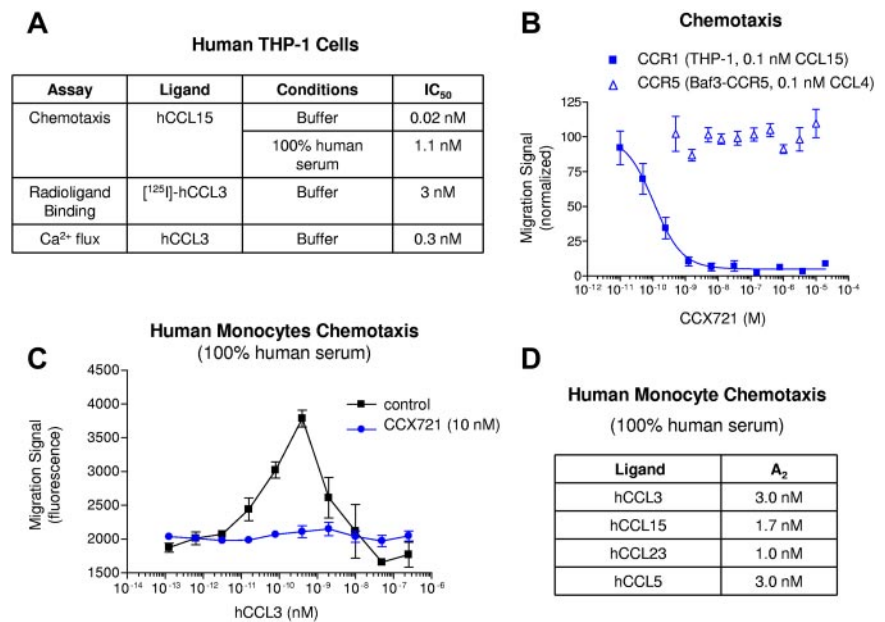 A
Human THP-1 Cells
Assay Ligand Conditions IC50
Chemotaxis hCCL15 Buffer 0.02 nM
100% human serum 1.1 nM
Radioligand Binding [125I]-hCCL3 Buffer 3 nM
Ca2+ flux hCCL3 Buffer 0.3 nM
B
Chemotaxis
CCR1 (THP-1, 0.1 nM CCL15)
CCR5 (Baf3-CCR5, 0.1 nM CCL4)
Migration Signal
(normalized)
125
100
75
50
25
0
10-12 10-11 10-10 10-9 10-8 10-7 10-6 10-5 10-4
CCX721 (M)
C
Human Monocytes Chemotaxis
(100% human serum)
control
CCX721 (10 nM)
Migration Signal
(fluorescence)
4500
4000
3500
3000
2500
2000
1500
10-14 10-13 10-12 10-11 10-10 10-9 10-8 10-7 10-6
hCCL3 (nM)
D
Human Monocyte Chemotaxis
(100% human serum)
Ligand A2
hCCL3 3.0 nM
hCCL15 1.7 nM
hCCL23 1.0 nM
hCCL5 3.0 nM